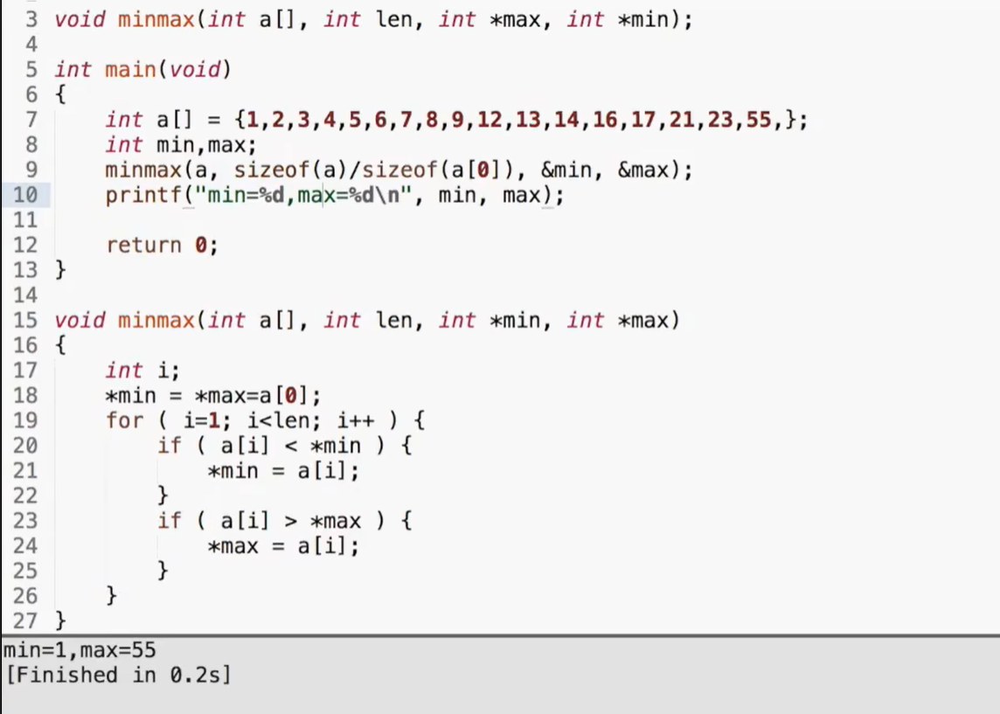 3 void minmax(int a[], int len, int *max, int *min);
4
5 int main(void)
6 {
7     int a[] = {1,2,3,4,5,6,7,8,9,12,13,14,16,17,21,23,55,};
8     int min,max;
9     minmax(a, sizeof(a)/sizeof(a[0]), &min, &max);
10     printf("min=%d,max=%d\n", min, max);
11
12     return 0;
13 }
14
15 void minmax(int a[], int len, int *min, int *max)
16 {
17     int i;
18     *min = *max=a[0];
19     for ( i=1; i<len; i++ ) {
20         if ( a[i] < *min ) {
21             *min = a[i];
22         }
23         if ( a[i] > *max ) {
24             *max = a[i];
25         }
26     }
27 }
min=1,max=55
[Finished in 0.2s]